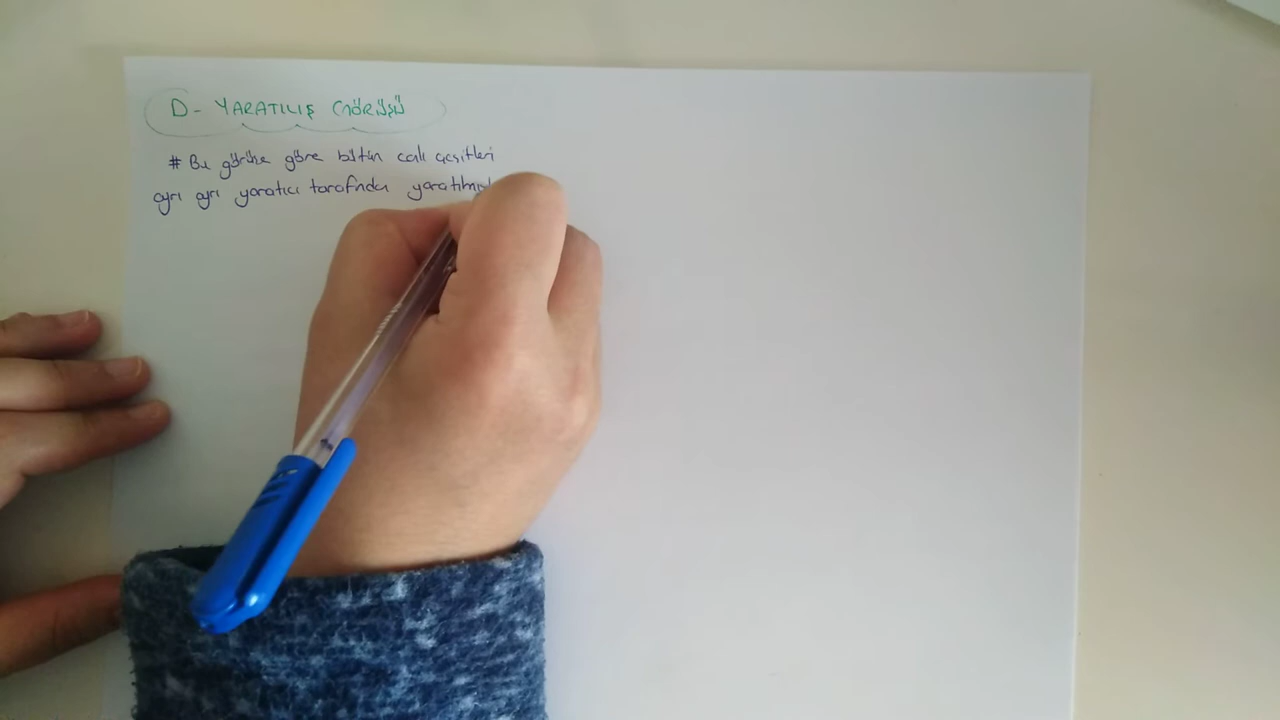 D- YARATILIŞ GÖRÜŞÜ
# Bu görüşe göre bütün canlı çeşitleri
ayrı ayrı yaratıcı tarafından